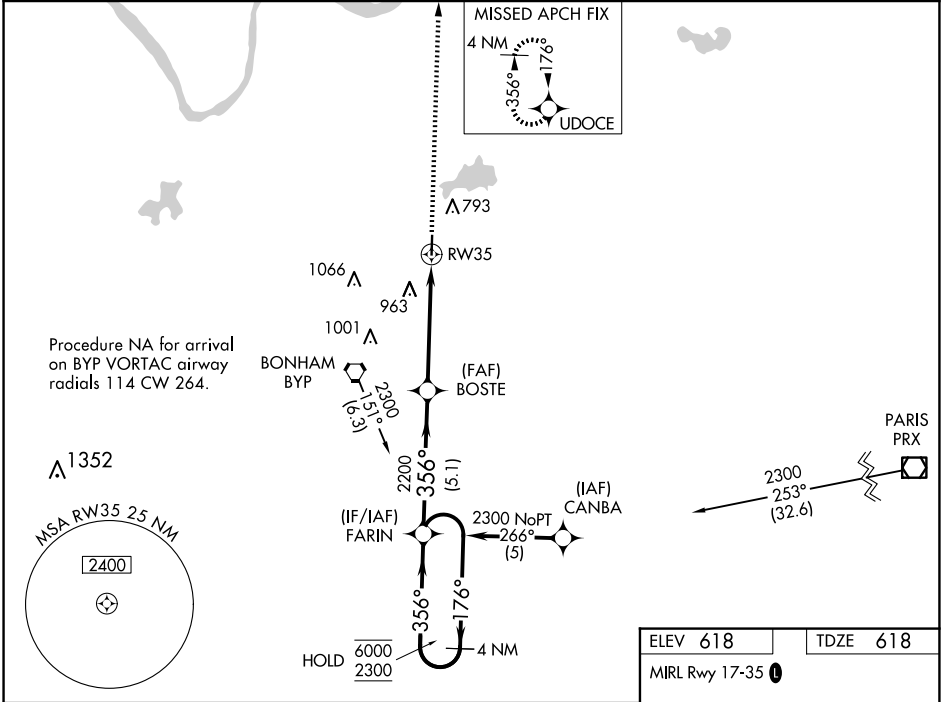 MISSED APCH FIX
4 NM
356°
176°
UDOCE
793
RW35
1066
963
1001
Procedure NA for arrival
on BYP VORTAC airway
radials 114 CW 264.
BONHAM
BYP
2300
151°
(6.3)
(FAF)
BOSTE
PARIS
PRX
1352
2200
356°
(5.1)
2300
253°
(32.6)
(IAF)
CANBA
(IF/IAF)
FARIN
2300 NoPT
266°
(5)
MSA RW35 25 NM
2400
356°
176°
HOLD
6000
2300
4 NM
ELEV 618
TDZE 618
MIRL Rwy 17-35 L